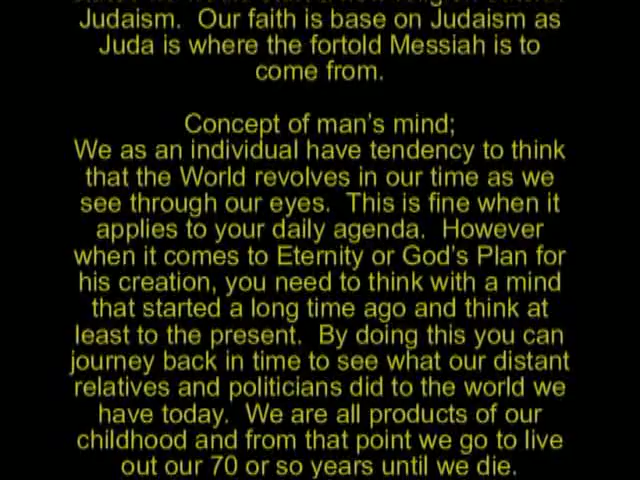 Judaism.  Our faith is base on Judaism as
Juda is where the fortold Messiah is to
come from.
Concept of man's mind;
We as an individual have tendency to think
that the World revolves in our time as we
see through our eyes.  This is fine when it
applies to your daily agenda.  However
when it comes to Eternity or God's Plan for
his creation, you need to think with a mind
that started a long time ago and think at
least to the present.  By doing this you can
journey back in time to see what our distant
relatives and politicians did to the world we
have today.  We are all products of our
childhood and from that point we go to live
out our 70 or so years until we die.